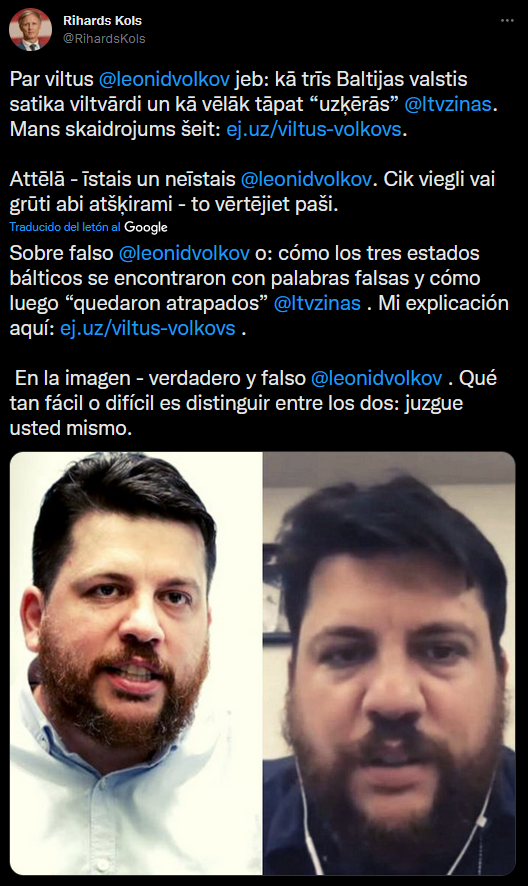 Rihards Kols
@RihardsKols
Par viltus @leonidvolkov jeb: kā trīs Baltijas valstis
satika viltvārdi un kā vēlāk tāpat “uzķērās” @ltvzinas.
Mans skaidrojums šeit: ej.uz/viltus-volkovs.
Attēlā - īstais un neīstais @leonidvolkov. Cik viegli vai
grūti abi atšķirami - to vērtējiet paši.
Traducido del letón al Google
Sobre falso @leonidvolkov o: cómo los tres estados
bálticos se encontraron con palabras falsas y cómo
luego “quedaron atrapados” @ltvzinas . Mi explicación
aquí: ej.uz/viltus-volkovs .
En la imagen - verdadero y falso @leonidvolkov . Qué
tan fácil o difícil es distinguir entre los dos: juzgue
usted mismo.